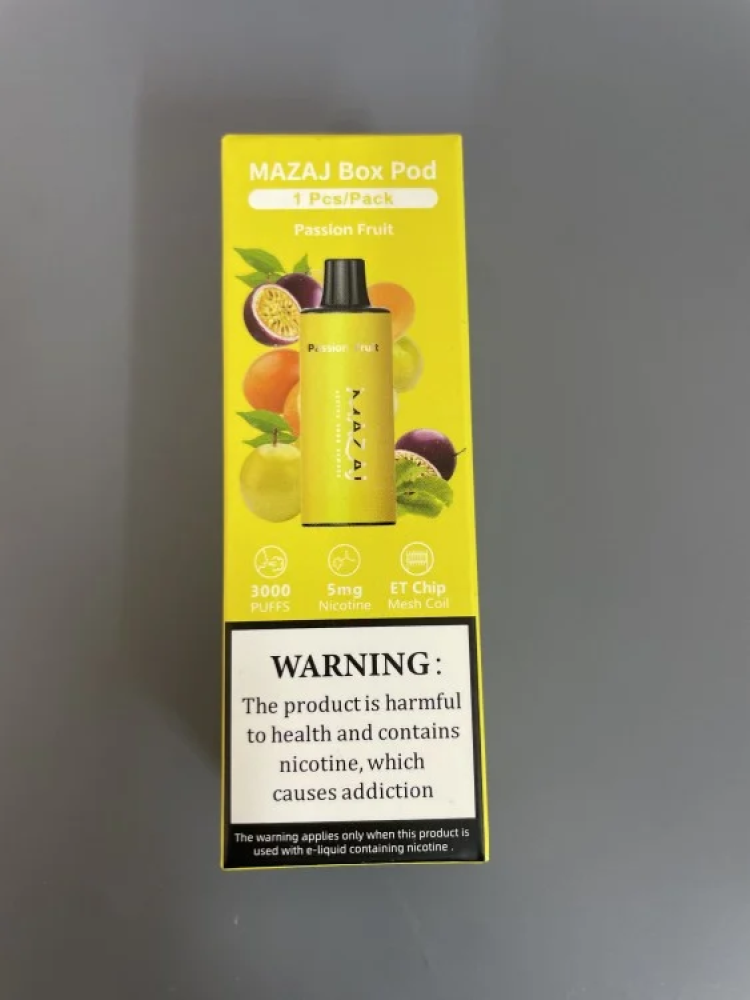 MAZAJ Box Pod
1 Pcs/Pack
Passion Fruit
Passion Fruit
MAZAJ
3000 5mg ET Chip
PUFFS Nicotine Mesh Coil
WARNING:
The product is harmful
to health and contains
nicotine, which
causes addiction
The warning applies only when this product is
used with e-liquid containing nicotine .